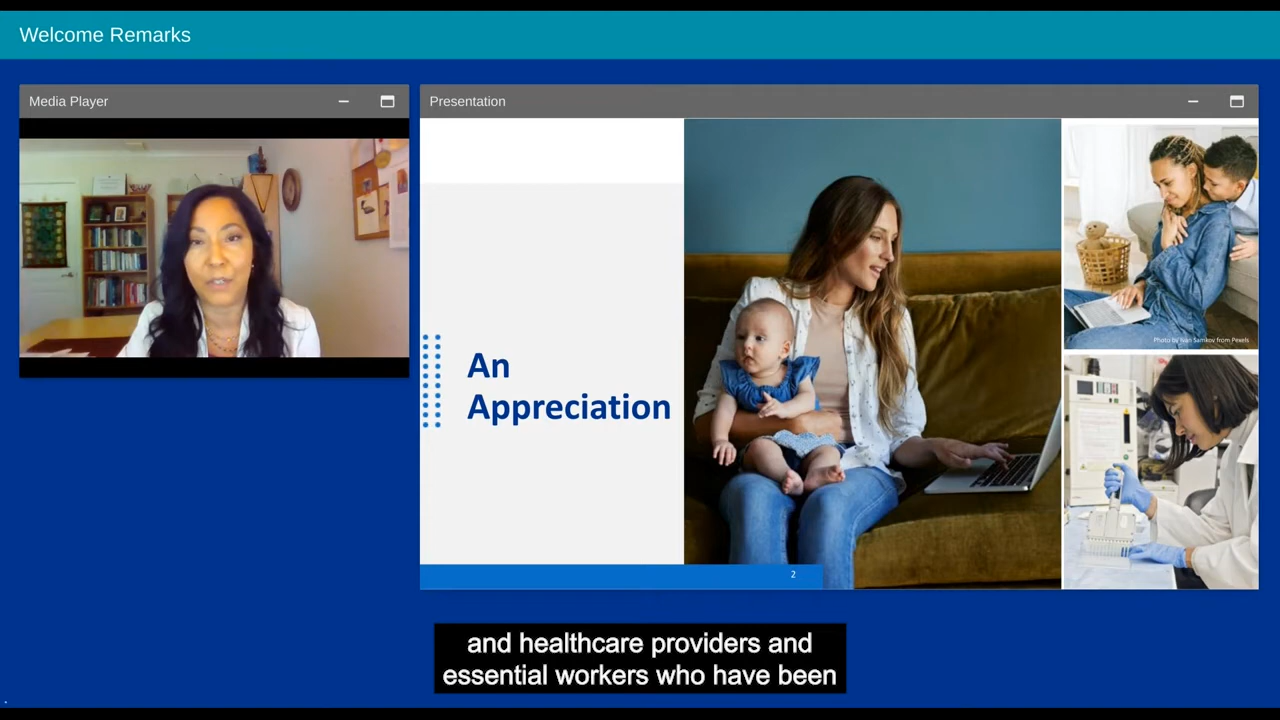 Welcome Remarks
Media Player
Presentation
An
Appreciation
Photo by Ivan Samkov from Pexels
2
and healthcare providers and
essential workers who have been